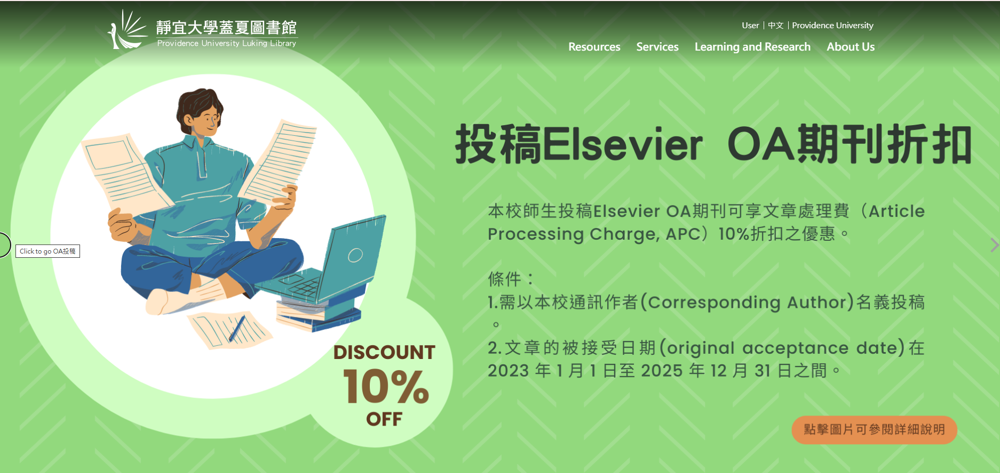 靜宜大學蓋夏圖書館
Providence University Luking Library
User | 中文 | Providence University
Resources Services Learning and Research About Us
投稿Elsevier OA期刊折扣
本校師生投稿Elsevier OA期刊可享文章處理費（Article
Processing Charge, APC）10%折扣之優惠。
條件：
1.需以本校通訊作者(Corresponding Author)名義投稿
。
2.文章的被接受日期(original acceptance date)在
2023 年 1 月 1 日至 2025 年 12 月 31 日之間。
Click to go OA投稿
DISCOUNT
10%
OFF
點擊圖片可參閱詳細說明